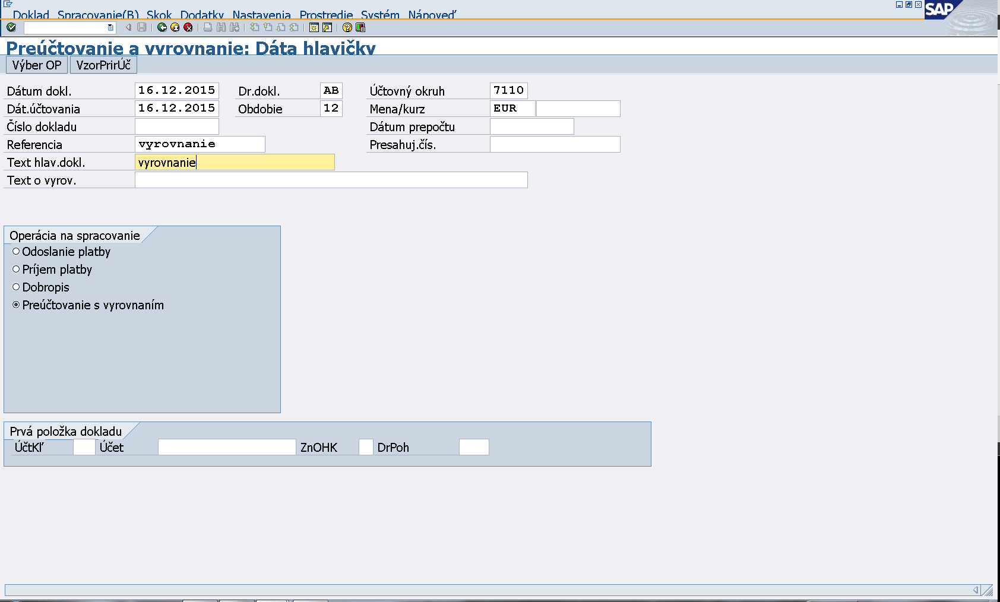 Doklad Spracovanie(B) Skok Dodatky Nastavenia Prostredie Systém Nápoveď
SAP
Preúčtovanie a vyrovnanie: Dáta hlavičky
Výber OP VzorPrirÚč
Dátum dokl. 16.12.2015 Dr.dokl. AB Účtovný okruh 7110
Dát.účtovania 16.12.2015 Obdobie 12 Mena/kurz EUR
Číslo dokladu Dátum prepočtu
Referencia vyrovnanie Presahuj.čís.
Text hlav.dokl. vyrovnanie
Text o vyrov.
Operácia na spracovanie
Odoslanie platby
Príjem platby
Dobropis
Preúčtovanie s vyrovnaním
Prvá položka dokladu
ÚčtKľ Účet ZnOHK DrPoh